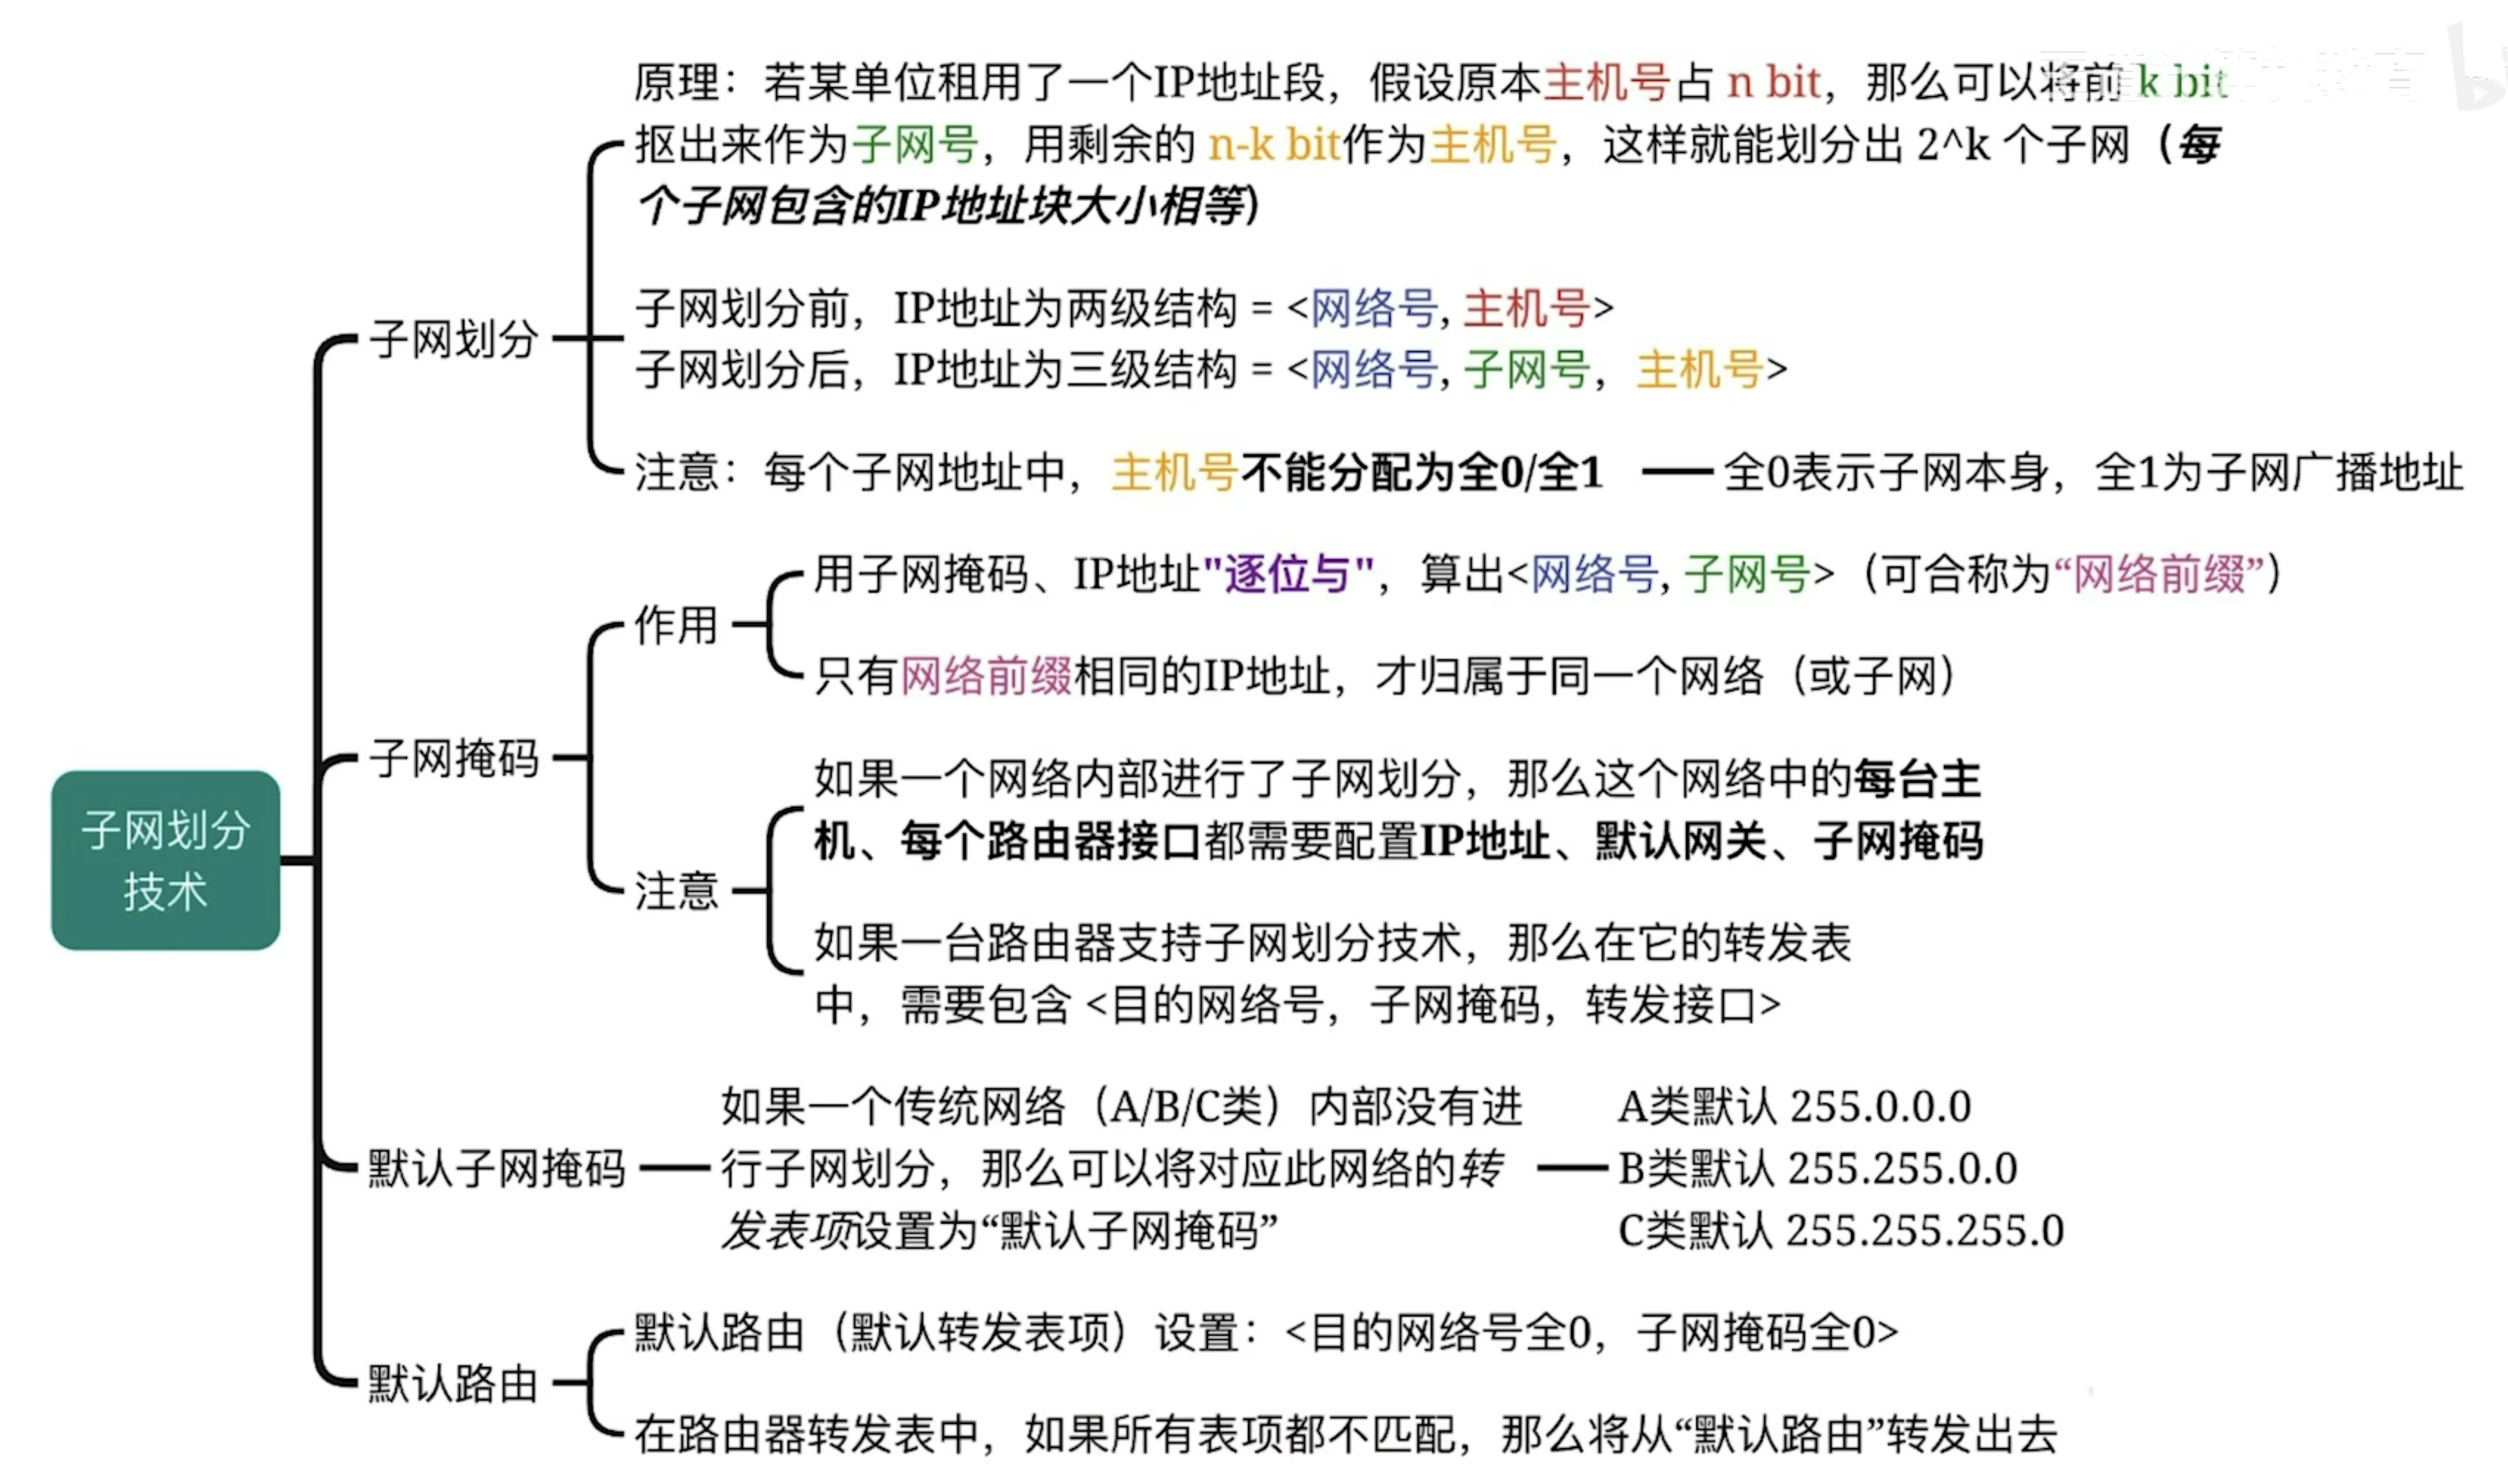 原理：若某单位租用了一个IP地址段，假设原本主机号占 n bit，那么可以将前 k bit
抠出来作为子网号，用剩余的 n-k bit作为主机号，这样就能划分出 2^k 个子网（每
个子网包含的IP地址块大小相等）
子网划分
子网划分前，IP地址为两级结构 = <网络号, 主机号>
子网划分后，IP地址为三级结构 = <网络号, 子网号，主机号>
注意：每个子网地址中，主机号不能分配为全0/全1
全0表示子网本身，全1为子网广播地址
子网划分
技术
子网掩码
作用
用子网掩码、IP地址"逐位与"，算出<网络号, 子网号>（可合称为“网络前缀”）
只有网络前缀相同的IP地址，才归属于同一个网络（或子网）
注意
如果一个网络内部进行了子网划分，那么这个网络中的每台主
机、每个路由器接口都需要配置IP地址、默认网关、子网掩码
如果一台路由器支持子网划分技术，那么在它的转发表
中，需要包含 <目的网络号，子网掩码，转发接口>
默认子网掩码
如果一个传统网络（A/B/C类）内部没有进
行子网划分，那么可以将对应此网络的转
发表项设置为“默认子网掩码”
A类默认 255.0.0.0
B类默认 255.255.0.0
C类默认 255.255.255.0
默认路由
默认路由（默认转发表项）设置：<目的网络号全0，子网掩码全0>
在路由器转发表中，如果所有表项都不匹配，那么将从“默认路由”转发出去